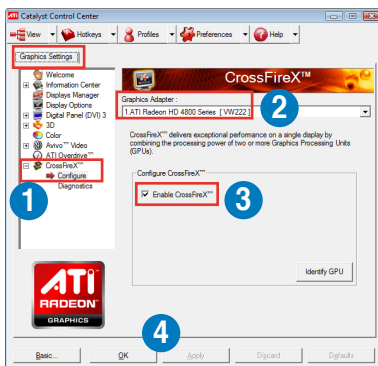 Catalyst Control Center
View Hotkeys Profiles Preferences Help
Graphics Settings
Welcome
Information Center
Displays Manager
Display Options
Digital Panel (DVI) 3
3D
Color
Avivo™ Video
ATI Overdrive™
CrossFireX™
Configure
Diagnostics
1
ATI
RADEON
GRAPHICS
CrossFireX™
Graphics Adapter :
1.ATI Radeon HD 4800 Series [ VW222 ]
2
CrossFireX™ delivers exceptional performance on a single display by
combining the processing power of two or more Graphics Processing Units
(GPUs).
Configure CrossFireX™
Enable CrossFireX™
3
Identify GPU
4
Basic... OK Apply Discard Defaults